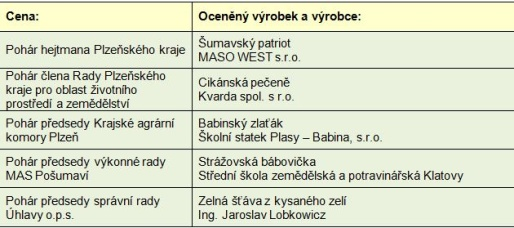 Cena: Oceněný výrobek a výrobce:
Pohár hejtmana Plzeňského kraje
Šumavský patriot
MASO WEST s.r.o.
Pohár člena Rady Plzeňského
kraje pro oblast životního
prostředí a zemědělství
Cikánská pečeně
Kvarda spol. s r.o.
Pohár předsedy Krajské agrární
komory Plzeň
Babinský zlaťák
Školní statek Plasy – Babina, s.r.o.
Pohár předsedy výkonné rady
MAS Pošumaví
Strážovská bábovička
Střední škola zemědělská a potravinářská Klatovy
Pohár předsedy správní rady
Úhlavy o.p.s.
Zelná šťáva z kysaného zelí
Ing. Jaroslav Lobkowicz